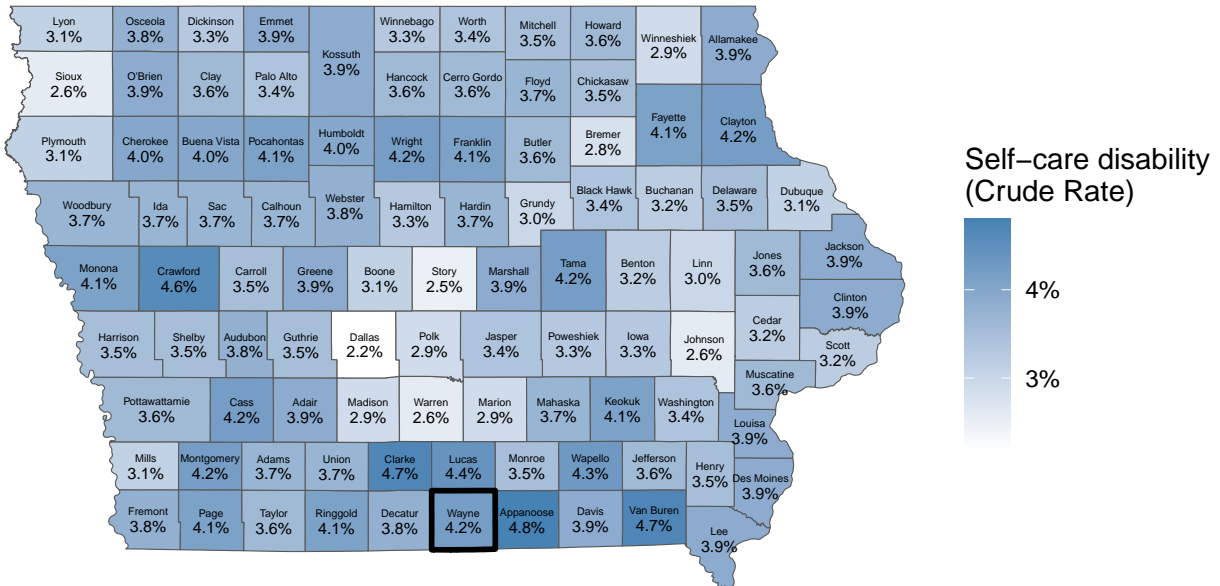 Lyon
3.1%
Osceola
3.8%
Dickinson
3.3%
Emmet
3.9%
Kossuth
3.9%
Winnebago
3.3%
Worth
3.4%
Mitchell
3.5%
Howard
3.6%
Winneshiek
2.9%
Allamakee
3.9%
Sioux
2.6%
O'Brien
3.9%
Clay
3.6%
Palo Alto
3.4%
Hancock
3.6%
Cerro Gordo
3.6%
Floyd
3.7%
Chickasaw
3.5%
Fayette
4.1%
Clayton
4.2%
Plymouth
3.1%
Cherokee
4.0%
Buena Vista
4.0%
Pocahontas
4.1%
Humboldt
4.0%
Wright
4.2%
Franklin
4.1%
Butler
3.6%
Bremer
2.8%
Woodbury
3.7%
Ida
3.7%
Sac
3.7%
Calhoun
3.7%
Webster
3.8%
Hamilton
3.3%
Hardin
3.7%
Grundy
3.0%
Black Hawk
3.4%
Buchanan
3.2%
Delaware
3.5%
Dubuque
3.1%
Monona
4.1%
Crawford
4.6%
Carroll
3.5%
Greene
3.9%
Boone
3.1%
Story
2.5%
Marshall
3.9%
Tama
4.2%
Benton
3.2%
Linn
3.0%
Jones
3.6%
Jackson
3.9%
Clinton
3.9%
Harrison
3.5%
Shelby
3.5%
Audubon
3.8%
Guthrie
3.5%
Dallas
2.2%
Polk
2.9%
Jasper
3.4%
Poweshiek
3.3%
Iowa
3.3%
Johnson
2.6%
Cedar
3.2%
Scott
3.2%
Muscatine
3.6%
Pottawattamie
3.6%
Cass
4.2%
Adair
3.9%
Madison
2.9%
Warren
2.6%
Marion
2.9%
Mahaska
3.7%
Keokuk
4.1%
Washington
3.4%
Louisa
3.9%
Mills
3.1%
Montgomery
4.2%
Adams
3.7%
Union
3.7%
Clarke
4.7%
Lucas
4.4%
Monroe
3.5%
Wapello
4.3%
Jefferson
3.6%
Henry
3.5%
Des Moines
3.9%
Fremont
3.8%
Page
4.1%
Taylor
3.6%
Ringgold
4.1%
Decatur
3.8%
Wayne
4.2%
Appanoose
4.8%
Davis
3.9%
Van Buren
4.7%
Lee
3.9%
Self−care disability
(Crude Rate)
4%
3%